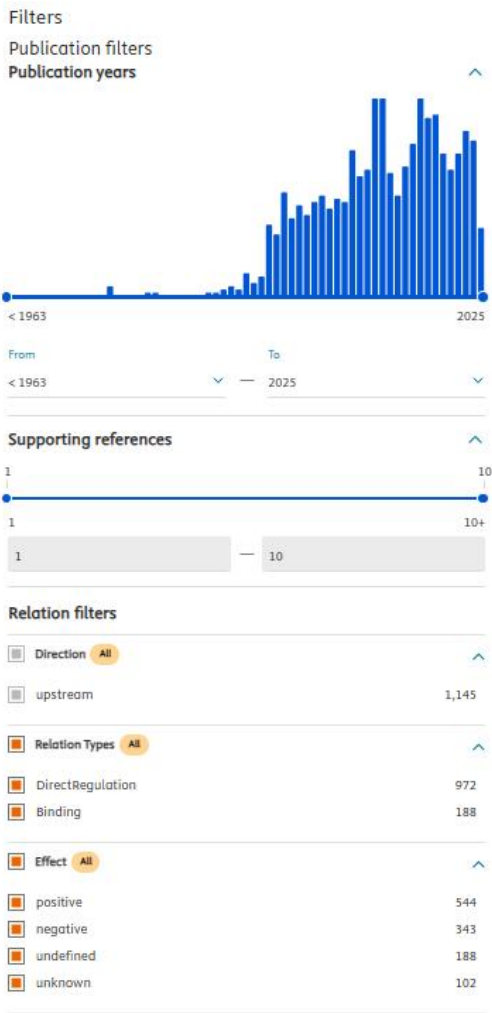 Filters
Publication filters
Publication years
< 1963 2025
From To
< 1963 — 2025
Supporting references
1 10
1 10+
1 — 10
Relation filters
Direction All
upstream 1,145
Relation Types All
DirectRegulation 972
Binding 188
Effect All
positive 544
negative 343
undefined 188
unknown 102